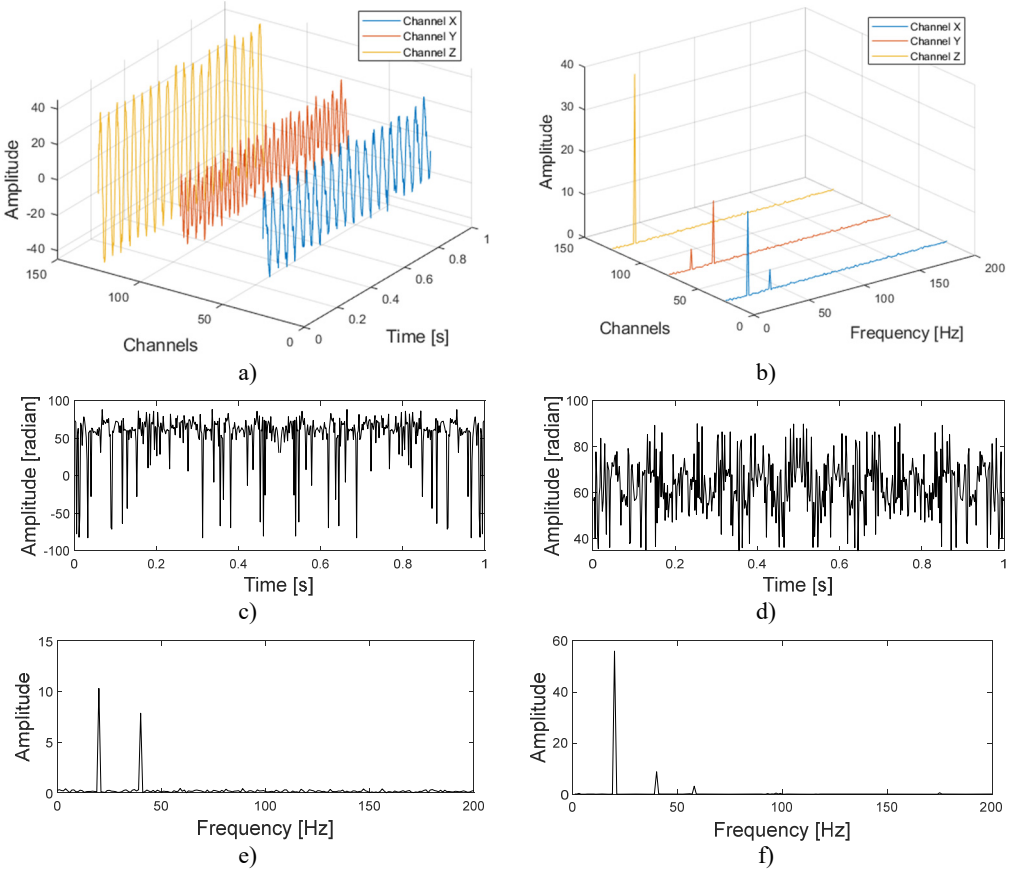 Channel X
Channel Y
Channel Z
Amplitude
40
20
0
-20
-40
150
100
50
0
Channels
0
0.2
0.4
0.6
0.8
1
Time [s]
a)
Channel X
Channel Y
Channel Z
Amplitude
40
30
20
10
0
150
100
50
0
Channels
0
50
100
150
200
Frequency [Hz]
b)
Amplitude [radian]
100
50
0
-50
-100
0
0.2
0.4
0.6
0.8
1
Time [s]
c)
Amplitude [radian]
100
80
60
40
0
0.2
0.4
0.6
0.8
1
Time [s]
d)
Amplitude
15
10
5
0
0
50
100
150
200
Frequency [Hz]
e)
Amplitude
60
40
20
0
0
50
100
150
200
Frequency [Hz]
f)